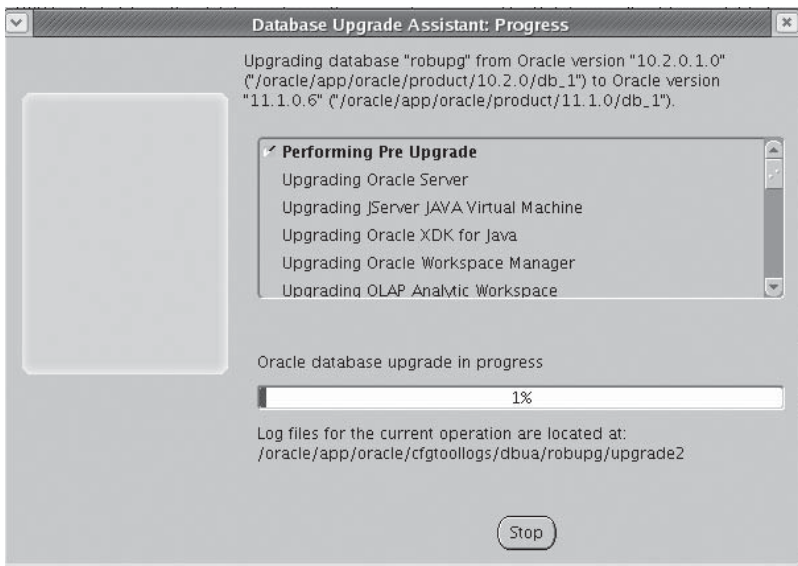 Database Upgrade Assistant: Progress
Upgrading database "robupg" from Oracle version "10.2.0.1.0"
("/oracle/app/oracle/product/10.2.0/db_1") to Oracle version
"11.1.0.6" ("/oracle/app/oracle/product/11.1.0/db_1").
Performing Pre Upgrade
Upgrading Oracle Server
Upgrading JServer JAVA Virtual Machine
Upgrading Oracle XDK for Java
Upgrading Oracle Workspace Manager
Upgrading OLAP Analytic Workspace
Oracle database upgrade in progress
1%
Log files for the current operation are located at:
/oracle/app/oracle/cfgtoollogs/dbua/robupg/upgrade2
Stop